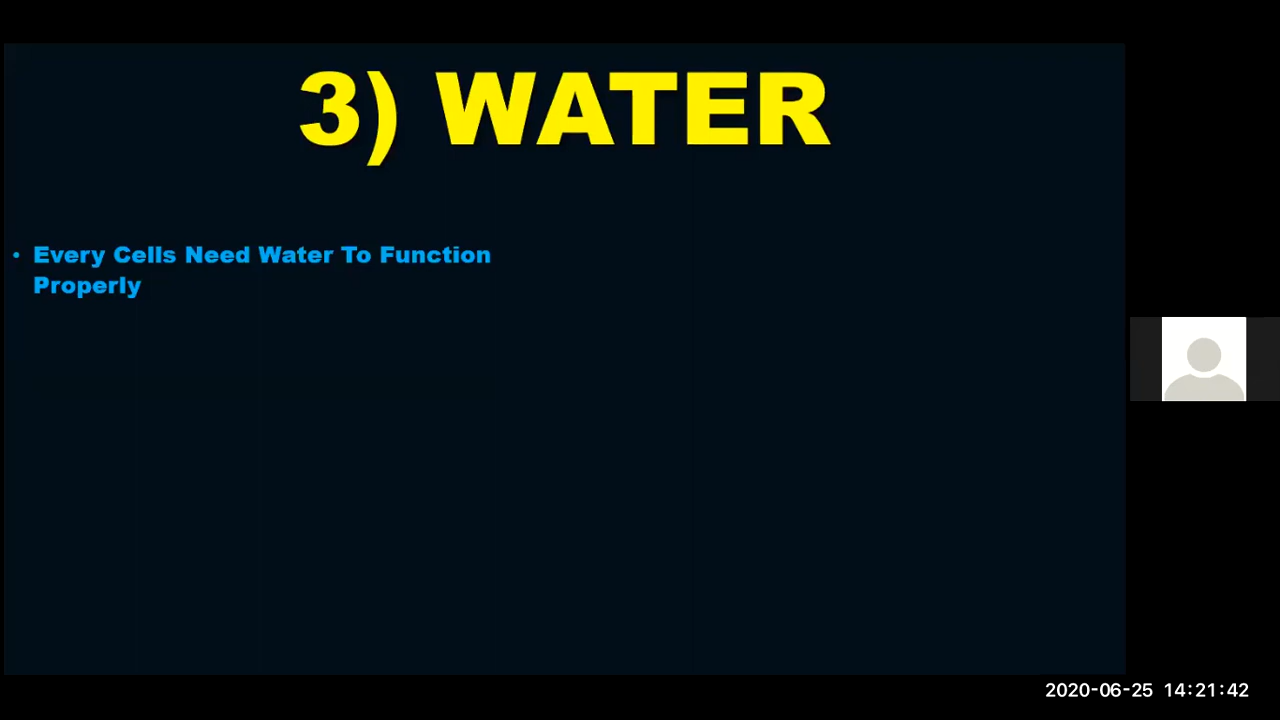 3) WATER
• Every Cells Need Water To Function
Properly
2020-06-25 14:21:42